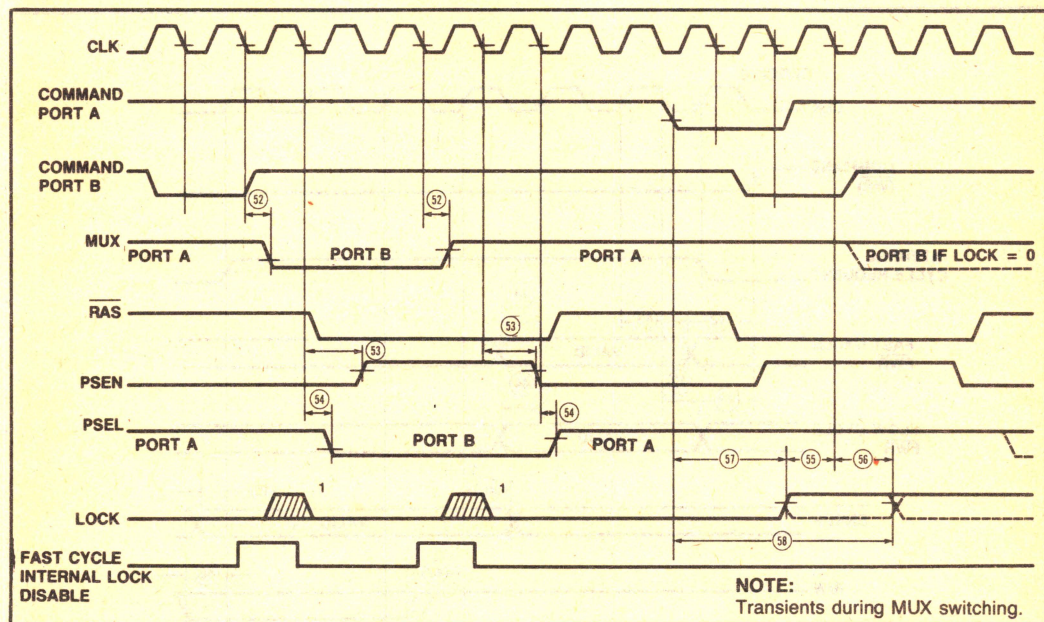 CLK
COMMAND
PORT A
COMMAND
PORT B
52 52
MUX PORT A PORT B PORT A PORT B IF LOCK = 0
RAS
53 53
PSEN
54 54
PSEL PORT A PORT B PORT A
57 55 56
1 1
LOCK
58
FAST CYCLE
INTERNAL LOCK
DISABLE
NOTE:
Transients during MUX switching.